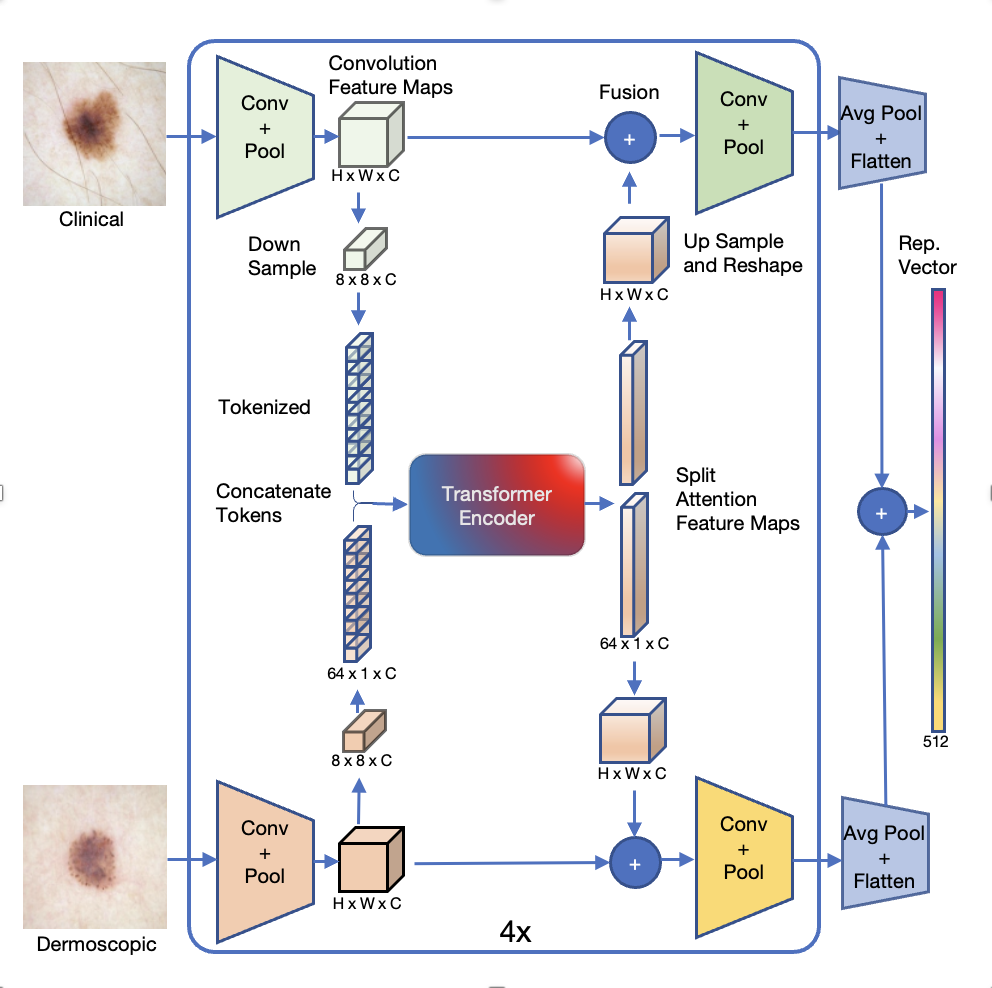 Convolution
Feature Maps
Conv
+
Pool
H x W x C
Clinical
Fusion
+
Conv
+
Pool
Avg Pool
+
Flatten
Down
Sample
8 x 8 x C
Up Sample
and Reshape
H x W x C
Rep.
Vector
Tokenized
Concatenate
Tokens
Transformer
Encoder
Split
Attention
Feature Maps
+
64 x 1 x C
64 x 1 x C
8 x 8 x C
H x W x C
512
Conv
+
Pool
H x W x C
+
Conv
+
Pool
Avg Pool
+
Flatten
Dermoscopic
4x